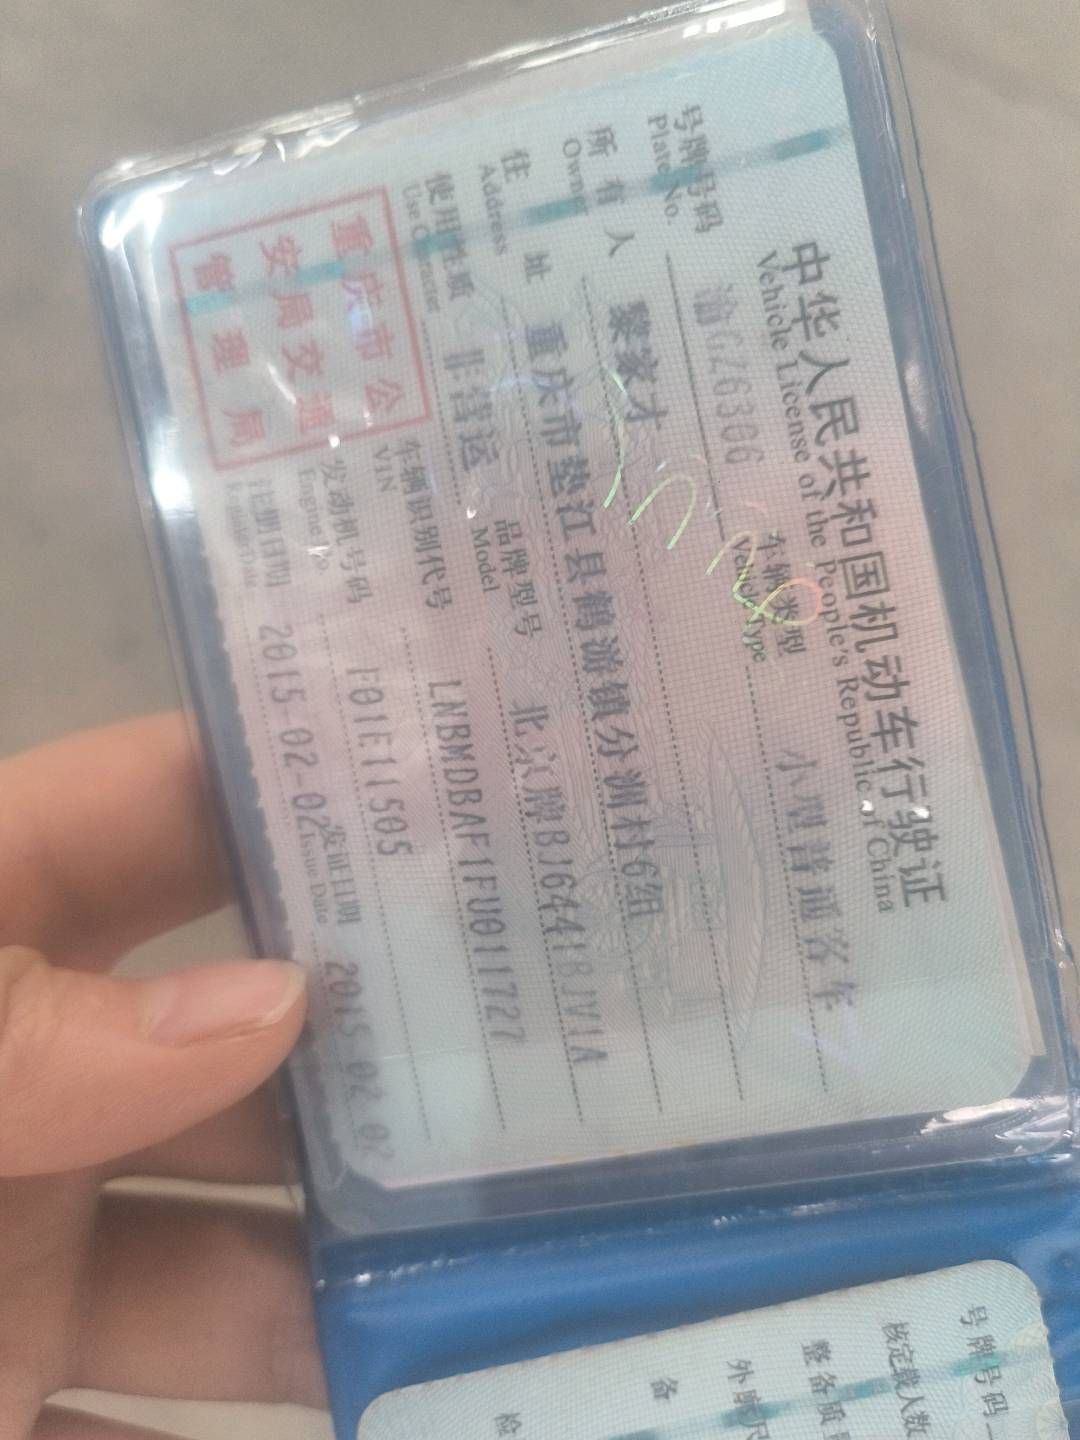 中华人民共和国机动车行驶证
Vehicle License of the People's Republic of China
号牌号码 渝GZ6306 车辆类型 小型普通客车
Plate No. Vehicle Type
所有人 黎家才
Owner
住址 重庆市垫江县鹤游镇分洲村6组
Address
使用性质 非营运 品牌型号 北京牌BJ6441BJV1A
Use Character Model
车辆识别代号 LNBMDBAF1FU011727
VIN
发动机号码 F01E11505
Engine No.
注册日期 2015-02-02 发证日期 2015-02-02
Issue Date
重庆市公
安局交通
管理局
号牌号码
核定载人数
整备质量
外廓尺
备
检